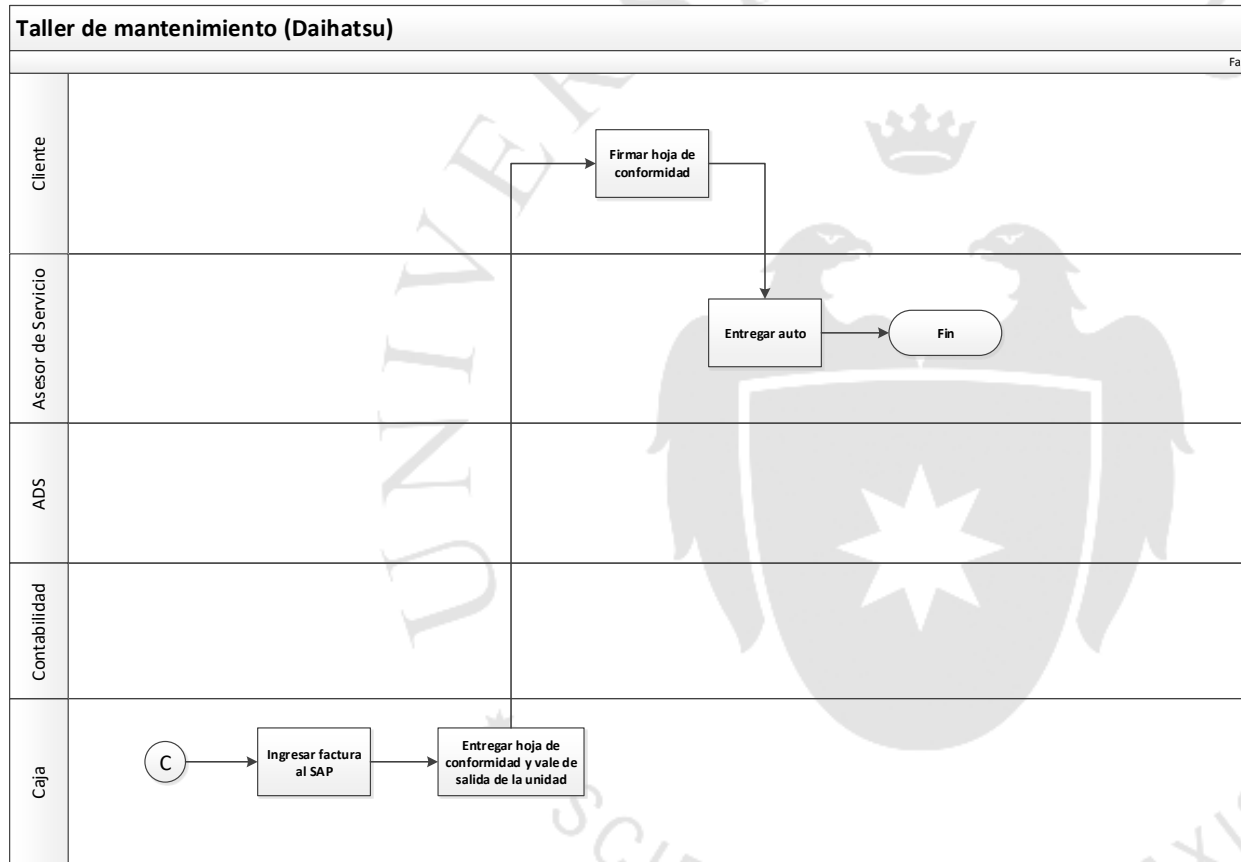 Taller de mantenimiento (Daihatsu)
Fa
Cliente
Firmar hoja de
conformidad
Asesor de Servicio
Entregar auto
Fin
ADS
Contabilidad
Caja
C
Ingresar factura
al SAP
Entregar hoja de
conformidad y vale de
salida de la unidad